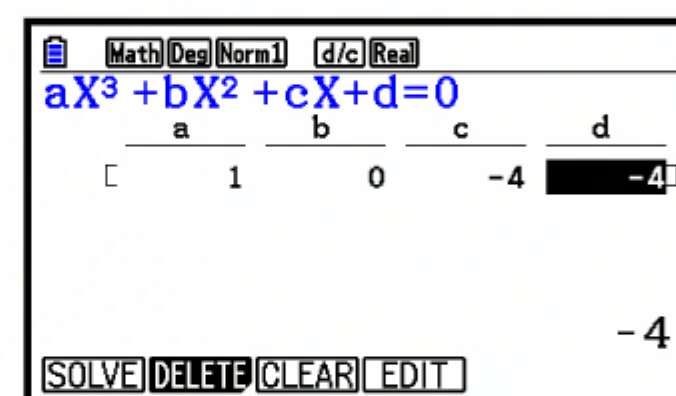 Math Deg Norm1 d/c Real
aX³+bX²+cX+d=0
a b c d
[ 1 0 -4 -4 ]
-4
SOLVE DELETE CLEAR EDIT